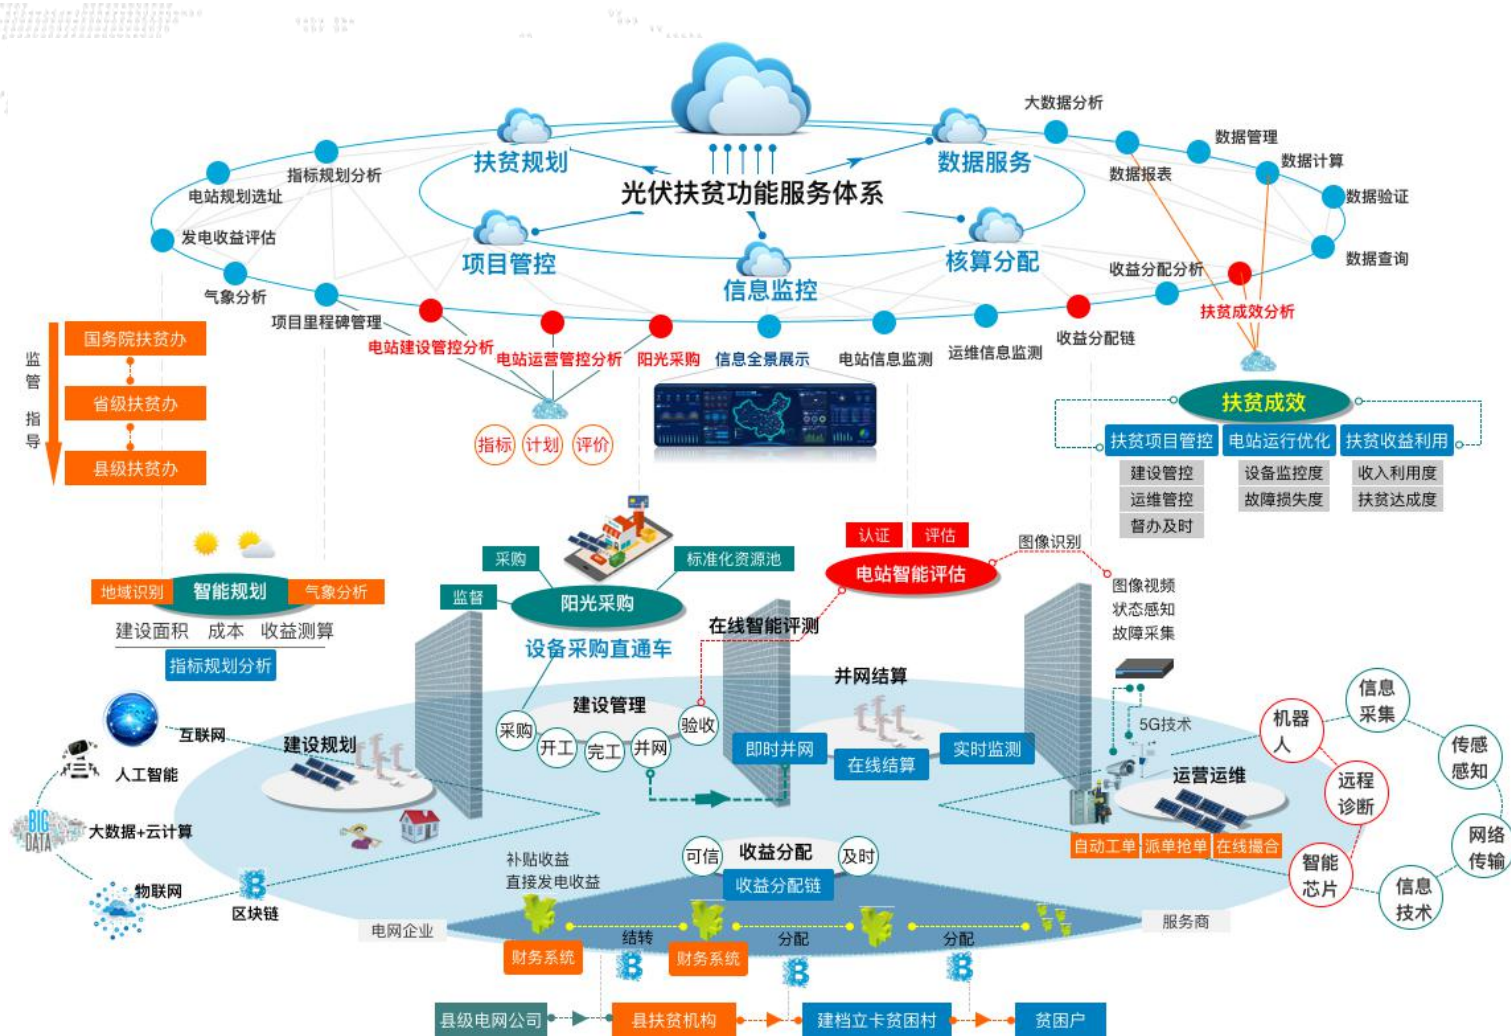 大数据分析
数据管理
扶贫规划
数据服务
数据计算
指标规划分析
数据报表
电站规划选址
光伏扶贫功能服务体系
数据验证
发电收益评估
项目管控
信息监控
核算分配
收益分配分析
数据查询
气象分析
项目里程碑管理
扶贫成效分析
电站建设管控分析
电站运营管控分析
阳光采购
信息全景展示
电站信息监测
运维信息监测
收益分配链
监管 指导
国务院扶贫办
省级扶贫办
县级扶贫办
指标
计划
评价
扶贫成效
扶贫项目管控
电站运行优化
扶贫收益利用
建设管控
设备监控度
收入利用度
运维管控
故障损失度
扶贫达成度
督办及时
认证
评估
图像识别
采购
标准化资源池
电站智能评估
地域识别
智能规划
气象分析
监督
阳光采购
图像视频
状态感知
故障采集
建设面积
成本
收益测算
在线智能评测
设备采购直通车
指标规划分析
并网结算
建设管理
信息
采集
采购
验收
机器
人
5G技术
互联网
建设规划
开工
完工
并网
即时并网
在线结算
实时监测
传感
感知
人工智能
运营运维
远程
诊断
BIG
DATA
大数据+云计算
自动工单
派单抢单
在线撮合
网络
传输
可信
收益分配
及时
补贴收益
直接发电收益
收益分配链
智能
芯片
物联网
区块链
信息
技术
电网企业
服务商
财务系统
结转
财务系统
分配
分配
县级电网公司
县扶贫机构
建档立卡贫困村
贫困户